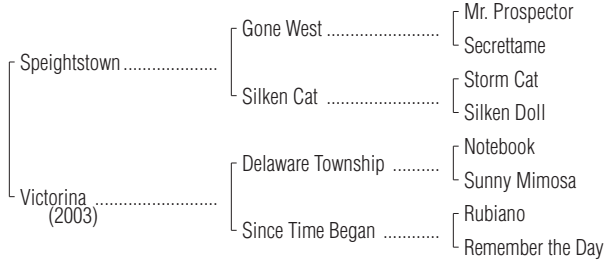 Mr. Prospector
Gone West ........................
Secrettame
Speightstown ....................
Storm Cat
Silken Cat ........................
Silken Doll
Notebook
Delaware Township ..........
Sunny Mimosa
Victorina ..........................
(2003)
Rubiano
Since Time Began ............
Remember the Day